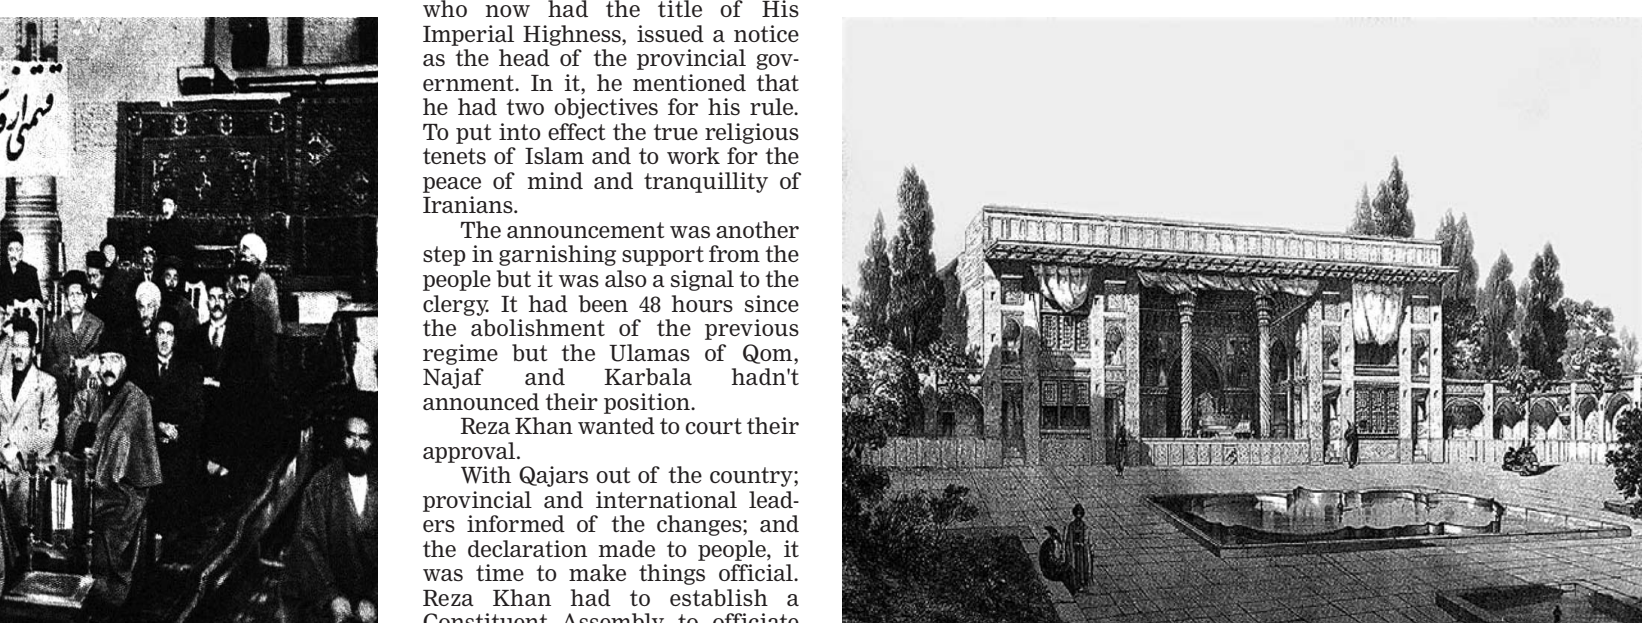 who now had the title of His
Imperial Highness, issued a notice
as the head of the provincial gov-
ernment. In it, he mentioned that
he had two objectives for his rule.
To put into effect the true religious
tenets of Islam and to work for the
peace of mind and tranquillity of
Iranians.
The announcement was another
step in garnishing support from the
people but it was also a signal to the
clergy. It had been 48 hours since
the abolishment of the previous
regime but the Ulamas of Qom,
Najaf and Karbala hadn't
announced their position.
Reza Khan wanted to court their
approval.
With Qajars out of the country;
provincial and international lead-
ers informed of the changes; and
the declaration made to people, it
was time to make things official.
Reza Khan had to establish a
Constituent Assembly to officiate